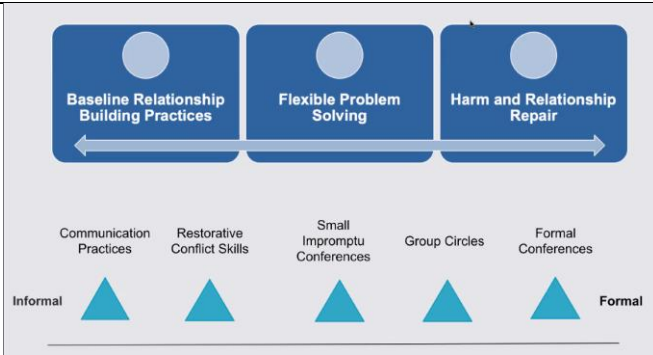 Baseline Relationship
Building Practices
Flexible Problem
Solving
Harm and Relationship
Repair
Communication
Practices
Restorative
Conflict Skills
Small
Impromptu
Conferences
Group Circles
Formal
Conferences
Informal
Formal